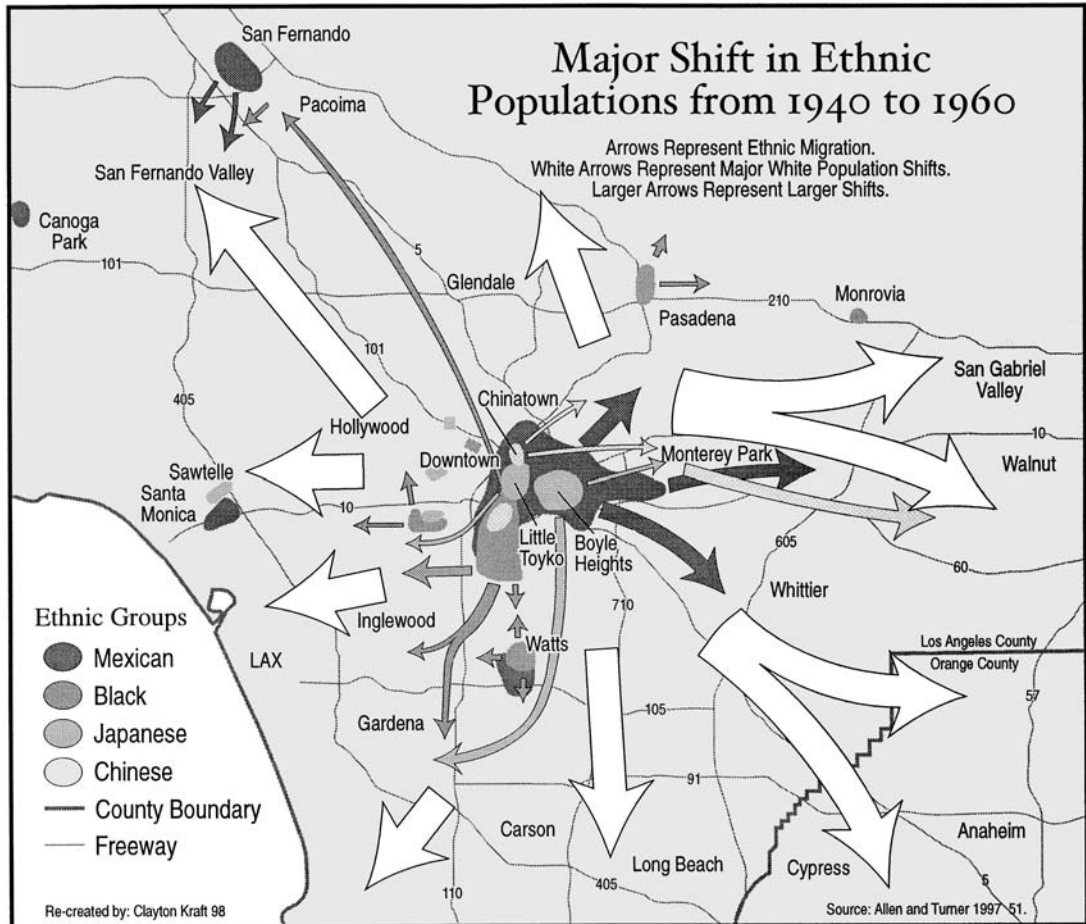 Major Shift in Ethnic
Populations from 1940 to 1960
Arrows Represent Ethnic Migration.
White Arrows Represent Major White Population Shifts.
Larger Arrows Represent Larger Shifts.
San Fernando
Pacoima
San Fernando Valley
Canoga
Park
101
5
Glendale
Pasadena
210
Monrovia
101
405
San Gabriel
Valley
Chinatown
Hollywood
Downtown
Monterey Park
10
Walnut
Sawtelle
Santa
Monica
10
Little
Toyko
Boyle
Heights
605
60
710
Whittier
Inglewood
Watts
LAX
Los Angeles County
Orange County
57
Gardena
105
91
Carson
Long Beach
Cypress
Anaheim
110
405
5
Ethnic Groups
Mexican
Black
Japanese
Chinese
County Boundary
Freeway
Re-created by: Clayton Kraft 98
Source: Allen and Turner 1997 51.